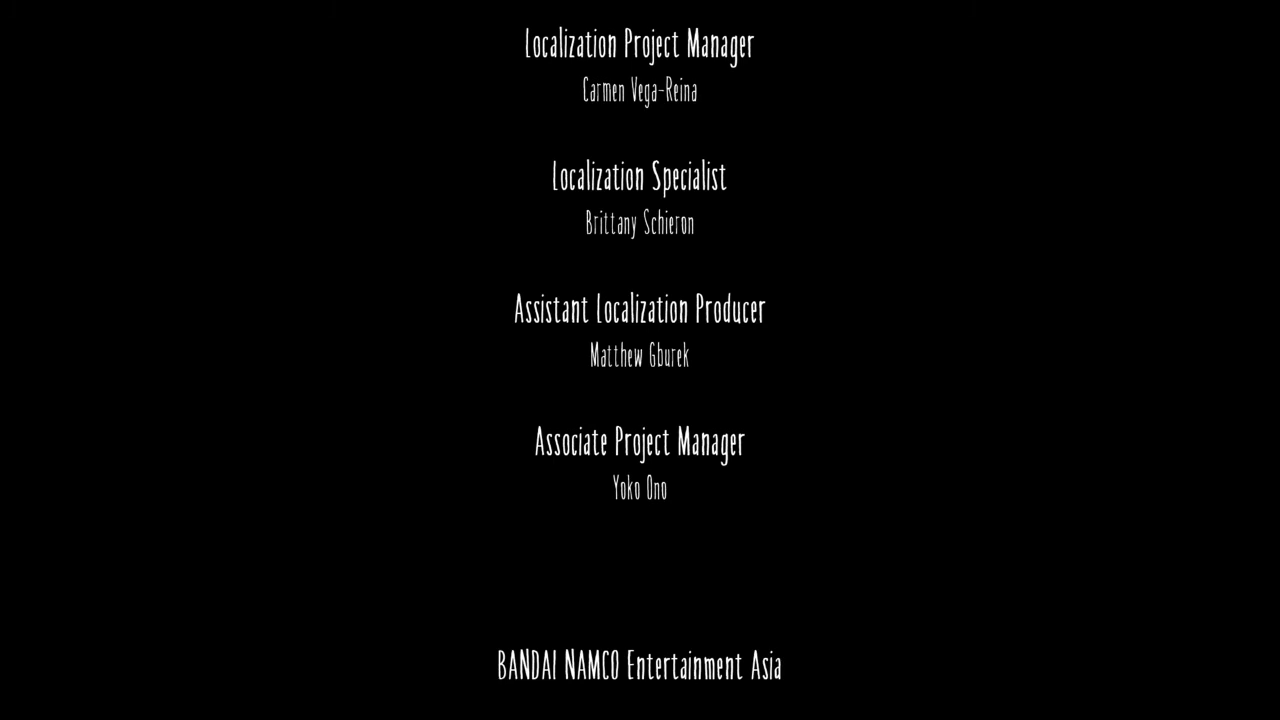 Localization Project Manager
Carmen Vega-Reina
Localization Specialist
Brittany Schieron
Assistant Localization Producer
Matthew Gburek
Associate Project Manager
Yoko Ono
BANDAI NAMCO Entertainment Asia